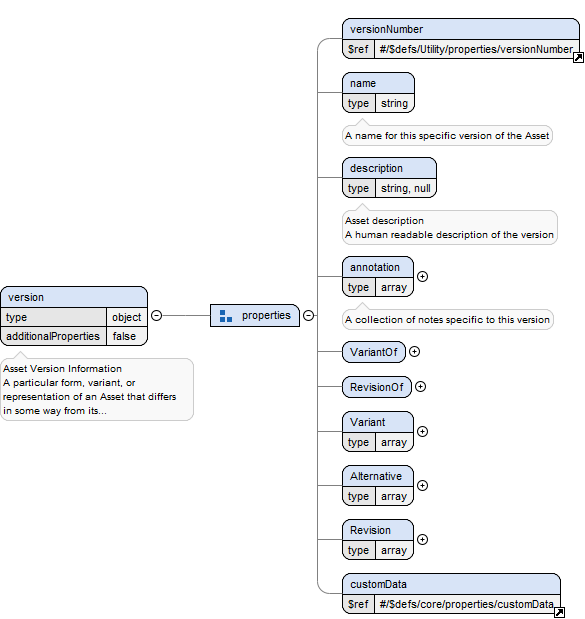 versionNumber
$ref #/$defs/Utility/properties/versionNumber
name
type string
A name for this specific version of the Asset
description
type string, null
Asset description
A human readable description of the version
annotation
type array
A collection of notes specific to this version
version
type object
additionalProperties false
Asset Version Information
A particular form, variant, or
representation of an Asset that differs
in some way from its...
properties
VariantOf
RevisionOf
Variant
type array
Alternative
type array
Revision
type array
customData
$ref #/$defs/core/properties/customData